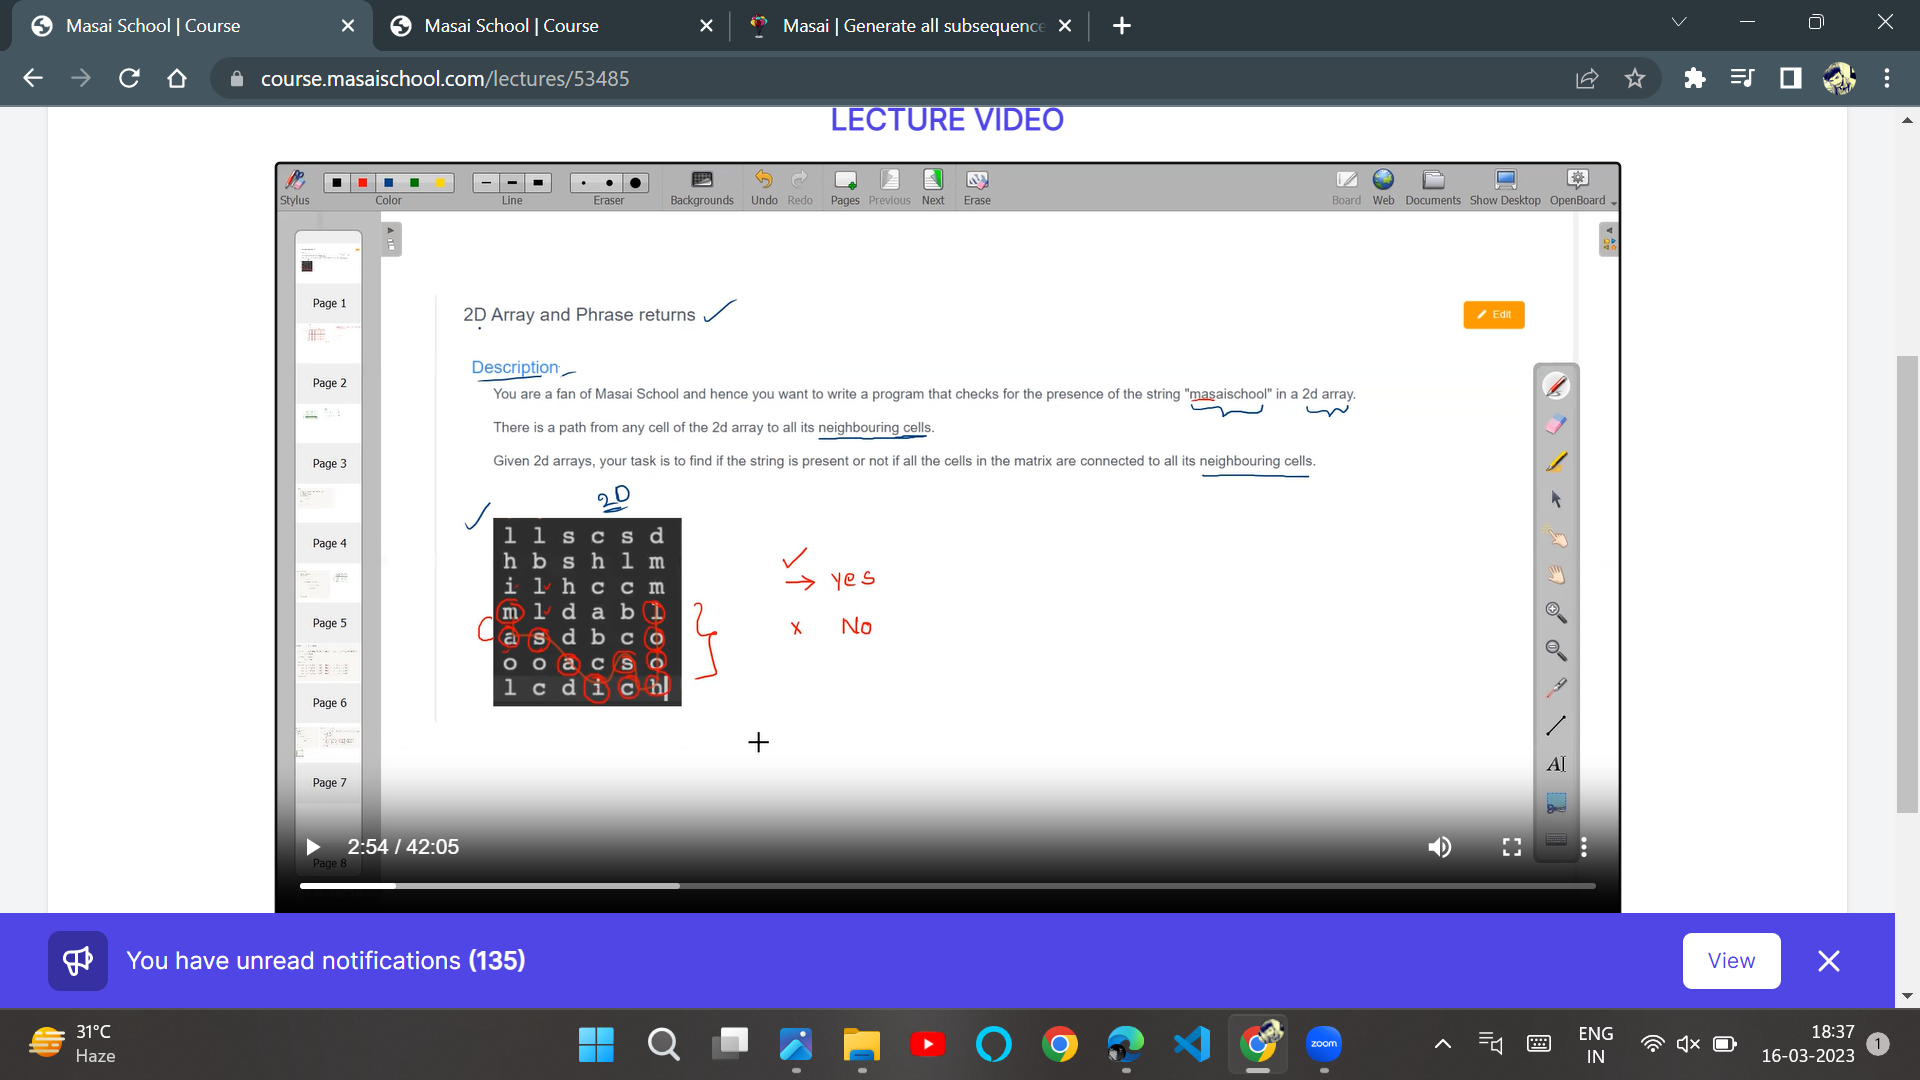 Masai School | Course
Masai School | Course
Masai | Generate all subsequence
course.masaischool.com/lectures/53485
LECTURE VIDEO
Stylus
Color
Line
Eraser
Backgrounds
Undo
Redo
Pages
Previous
Next
Erase
Board
Web
Documents
Show Desktop
OpenBoard
Page 1
Page 2
Page 3
Page 4
Page 5
Page 6
Page 7
Page 8
2D Array and Phrase returns
Edit
Description
You are a fan of Masai School and hence you want to write a program that checks for the presence of the string "masaischool" in a 2d array.
There is a path from any cell of the 2d array to all its neighbouring cells.
Given 2d arrays, your task is to find if the string is present or not if all the cells in the matrix are connected to all its neighbouring cells.
2D
l l s c s d
h b s h l m
i l h c c m
m l d a b l
a s d b c o
o o a c s o
l c d i c h
→ yes
x No
AI
2:54 / 42:05
You have unread notifications (135)
View
31°C
Haze
zoom
ENG
IN
18:37
16-03-2023
1